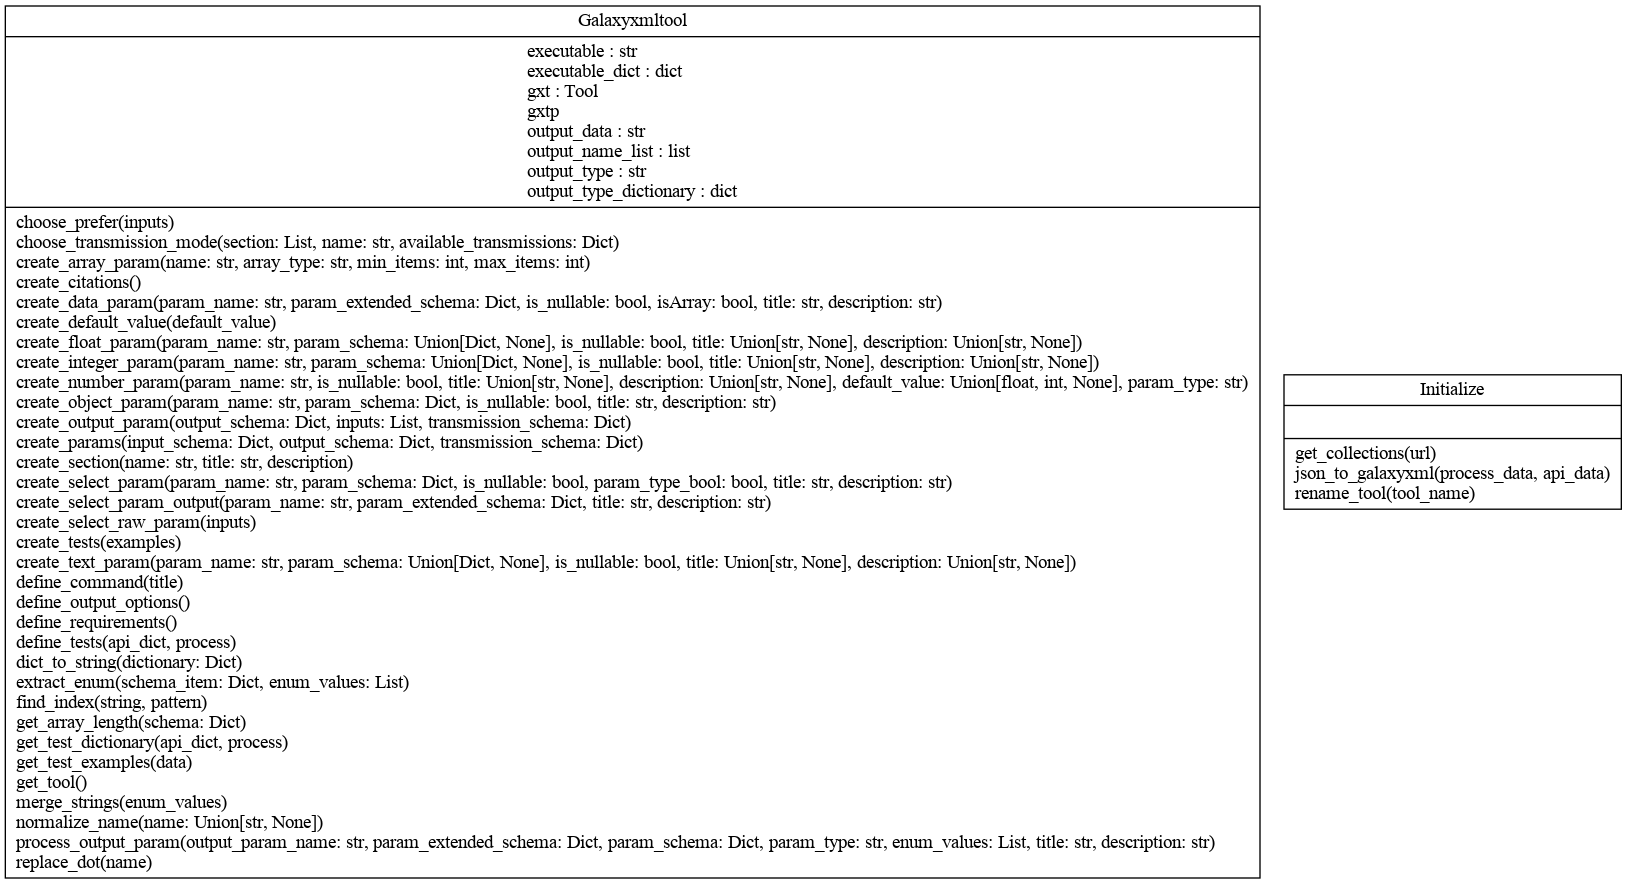 Galaxyxmltool
executable : str
executable_dict : dict
gxt : Tool
gxtp
output_data : str
output_name_list : list
output_type : str
output_type_dictionary : dict
choose_prefer(inputs)
choose_transmission_mode(section: List, name: str, available_transmissions: Dict)
create_array_param(name: str, array_type: str, min_items: int, max_items: int)
create_citations()
create_data_param(param_name: str, param_extended_schema: Dict, is_nullable: bool, isArray: bool, title: str, description: str)
create_default_value(default_value)
create_float_param(param_name: str, param_schema: Union[Dict, None], is_nullable: bool, title: Union[str, None], description: Union[str, None])
create_integer_param(param_name: str, param_schema: Union[Dict, None], is_nullable: bool, title: Union[str, None], description: Union[str, None])
create_number_param(param_name: str, is_nullable: bool, title: Union[str, None], description: Union[str, None], default_value: Union[float, int, None], param_type: str)
create_object_param(param_name: str, param_schema: Dict, is_nullable: bool, title: str, description: str)
create_output_param(output_schema: Dict, inputs: List, transmission_schema: Dict)
create_params(input_schema: Dict, output_schema: Dict, transmission_schema: Dict)
create_section(name: str, title: str, description)
create_select_param(param_name: str, param_schema: Dict, is_nullable: bool, param_type_bool: bool, title: str, description: str)
create_select_param_output(param_name: str, param_extended_schema: Dict, title: str, description: str)
create_select_raw_param(inputs)
create_tests(examples)
create_text_param(param_name: str, param_schema: Union[Dict, None], is_nullable: bool, title: Union[str, None], description: Union[str, None])
define_command(title)
define_output_options()
define_requirements()
define_tests(api_dict, process)
dict_to_string(dictionary: Dict)
extract_enum(schema_item: Dict, enum_values: List)
find_index(string, pattern)
get_array_length(schema: Dict)
get_test_dictionary(api_dict, process)
get_test_examples(data)
get_tool()
merge_strings(enum_values)
normalize_name(name: Union[str, None])
process_output_param(output_param_name: str, param_extended_schema: Dict, param_schema: Dict, param_type: str, enum_values: List, title: str, description: str)
replace_dot(name)
Initialize
get_collections(url)
json_to_galaxyxml(process_data, api_data)
rename_tool(tool_name)